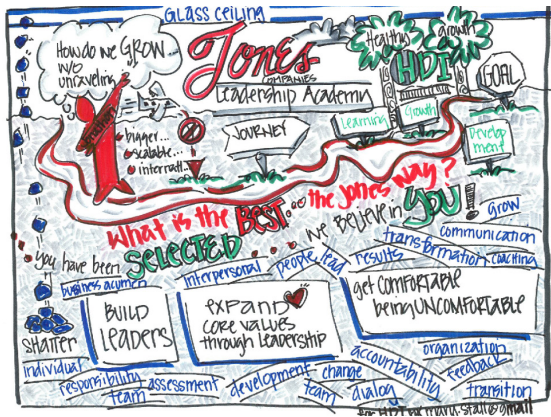 Glass Ceiling
How do we GROW...
w/o
unraveling
Jones
COMPANIES
Leadership Academy
Healthy Growth
HDI
GOAL
bigger...
scalable...
JOURNEY
Learning
Growth
Develop
ment
What is the BEST... the Jones Way?
you have been SELECTED... we believe in YOU!
grow
communication
transformation
coaching
business acumen
interpersonal
people
lead
results
BUILD
Leaders
EXPAND
core values
through Leadership
get COMFORTABLE
being UNCOMFORTABLE
SHATTER
individual
responsibility
team
assessment
development
change
team
dialog
accountability
organization
feedback
transition